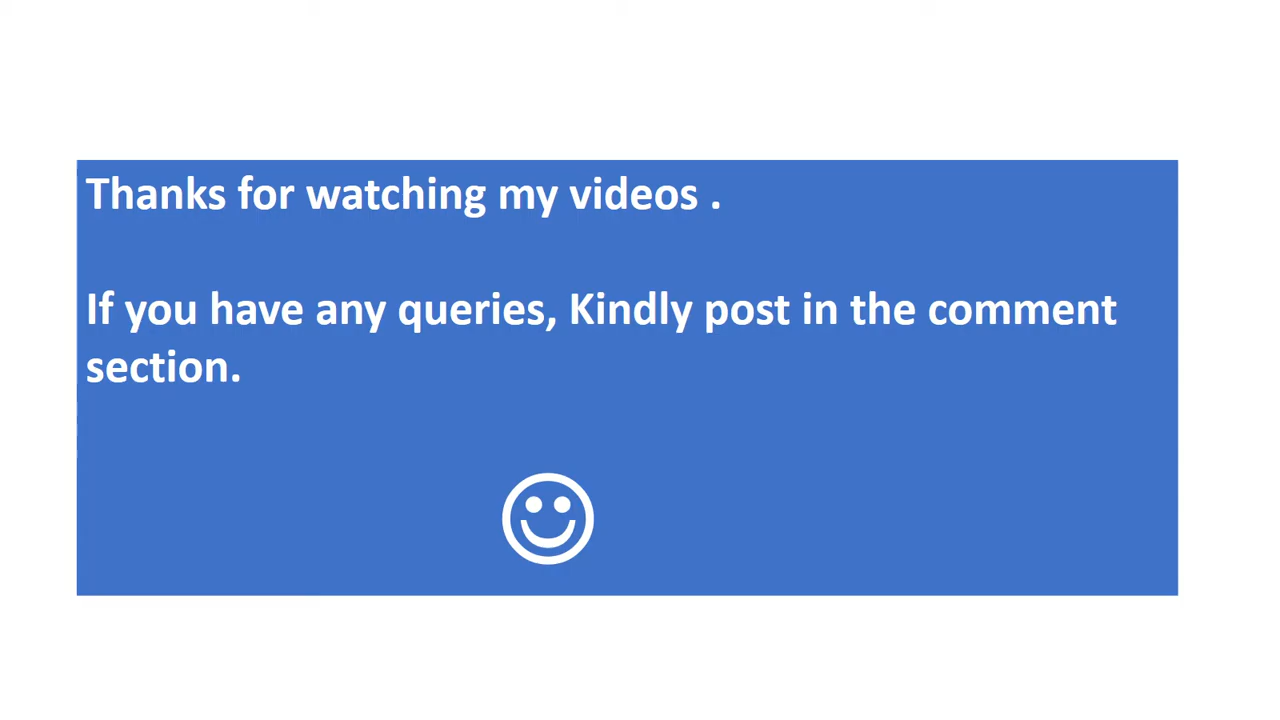 Thanks for watching my videos .
If you have any queries, Kindly post in the comment
section.